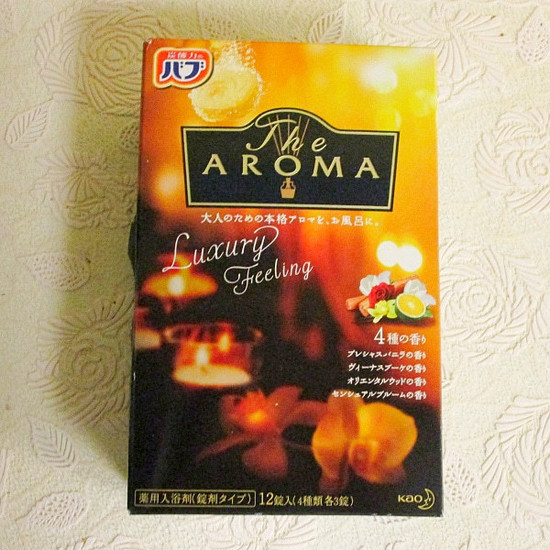 炭酸力の
バブ
The
AROMA
大人のための本格アロマを、お風呂に。
Luxury
Feeling
4種の香り
プレシャスバニラの香り
ヴィーナスブーケの香り
オリエンタルウッドの香り
センシュアルブルームの香り
薬用入浴剤(錠剤タイプ) 12錠入(4種類 各3錠)
Kao